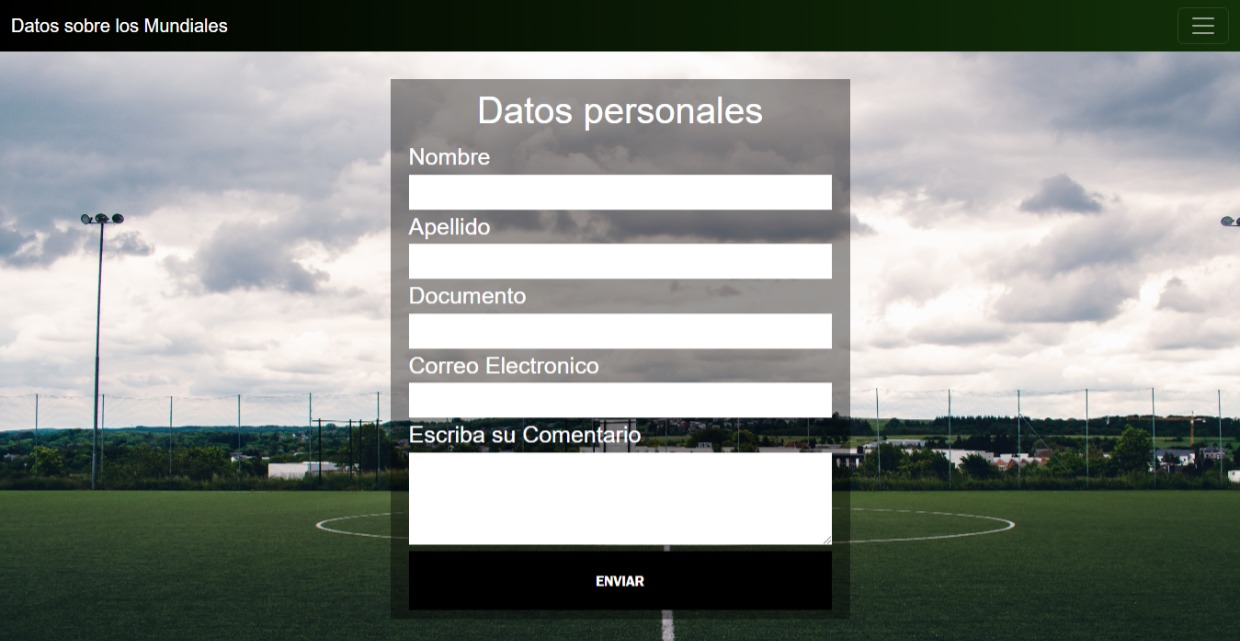 Datos sobre los Mundiales
Datos personales
Nombre
Apellido
Documento
Correo Electronico
Escriba su Comentario
ENVIAR